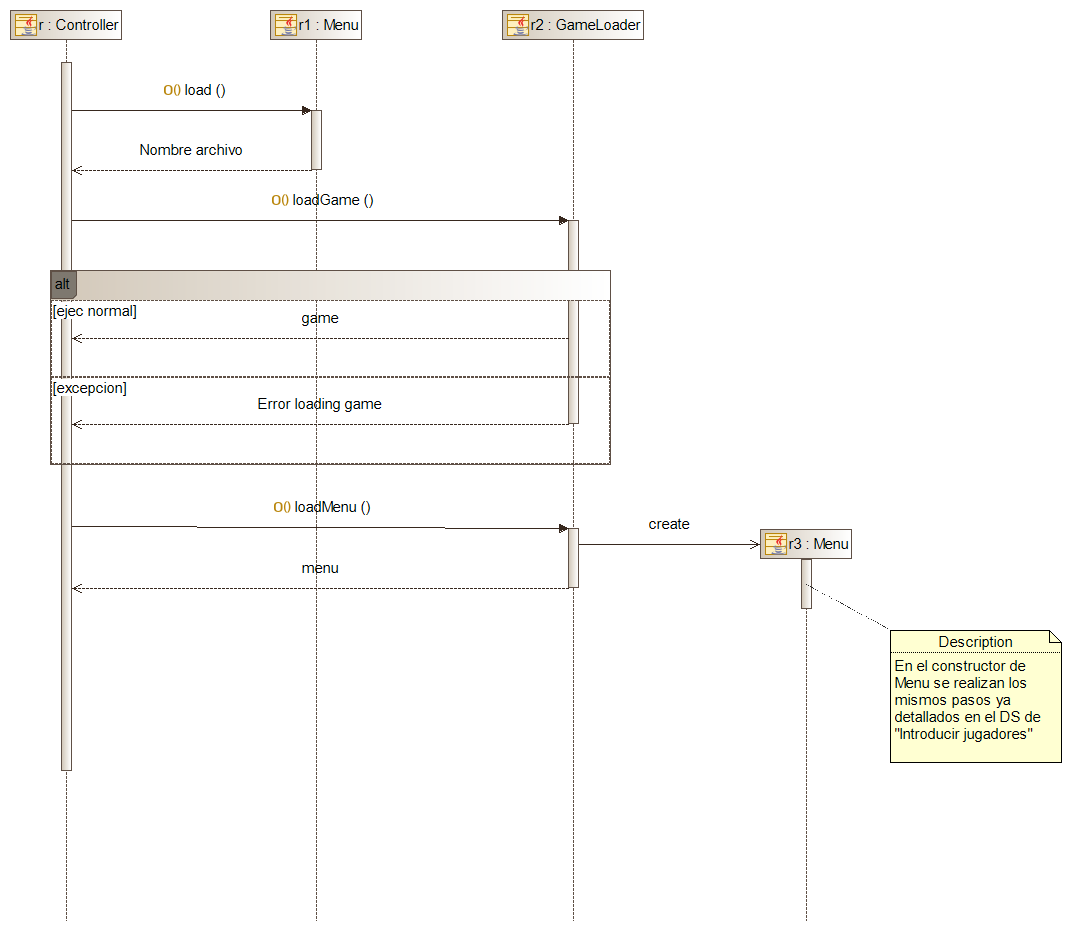 r : Controller
r1 : Menu
r2 : GameLoader
O() load ()
Nombre archivo
O() loadGame ()
alt
[ejec normal]
game
[excepcion]
Error loading game
O() loadMenu ()
create
r3 : Menu
menu
Description
En el constructor de
Menu se realizan los
mismos pasos ya
detallados en el DS de
"Introducir jugadores"